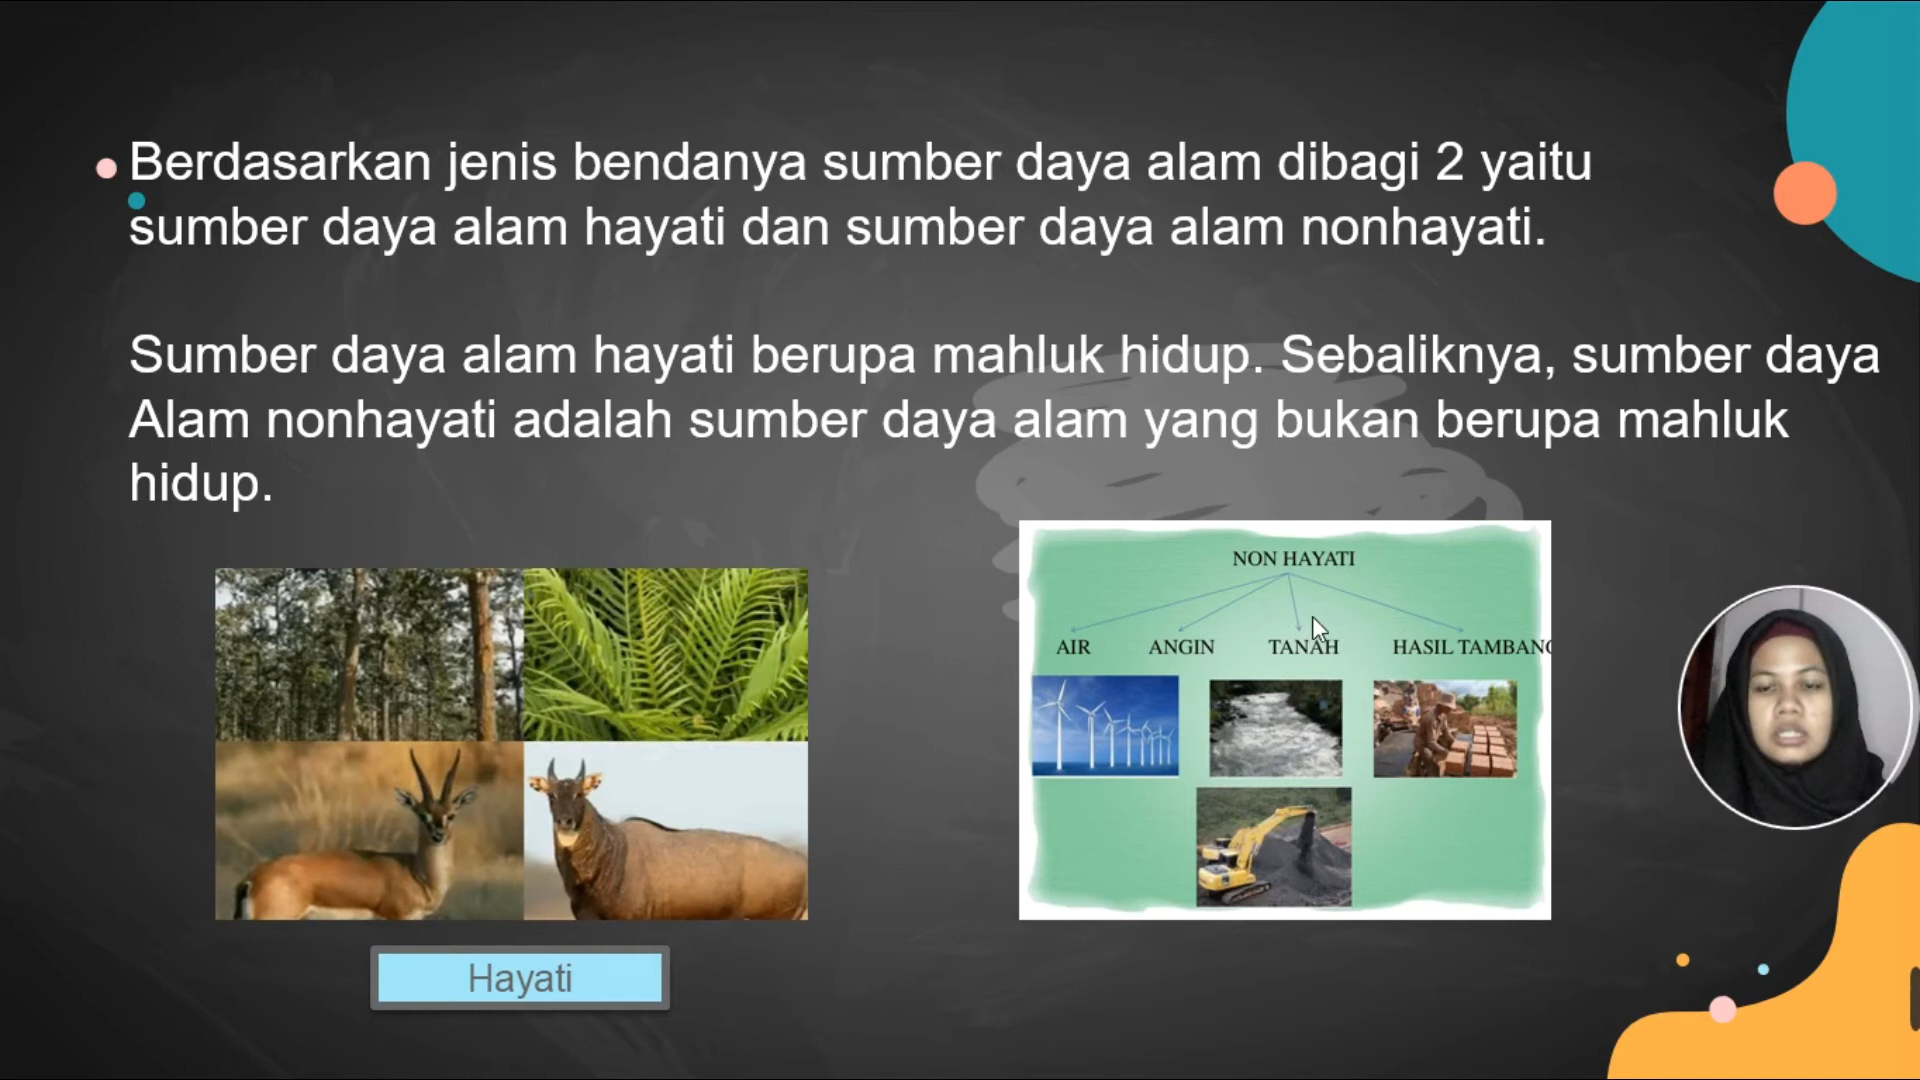 Berdasarkan jenis bendanya sumber daya alam dibagi 2 yaitu
sumber daya alam hayati dan sumber daya alam nonhayati.
Sumber daya alam hayati berupa mahluk hidup. Sebaliknya, sumber daya
Alam nonhayati adalah sumber daya alam yang bukan berupa mahluk
hidup.
NON HAYATI
AIR ANGIN TANAH HASIL TAMBANG
Hayati